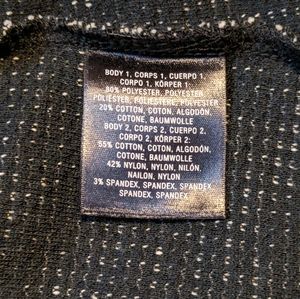 BODY 1, CORPS 1, CUERPO 1,
CORPO 1, KÖRPER 1:
80% POLYESTER, POLYESTER,
POLIESTER, POLIESTERE, POLYESTER
20% COTTON, COTON, ALGODÓN,
COTONE, BAUMWOLLE
BODY 2, CORPS 2, CUERPO 2,
CORPO 2, KÖRPER 2:
55% COTTON, COTON, ALGODÓN,
COTONE, BAUMWOLLE
42% NYLON, NYLON, NILÓN,
NAILON, NYLON
3% SPANDEX, SPANDEX, SPANDEX
SPANDEX, SPANDEX